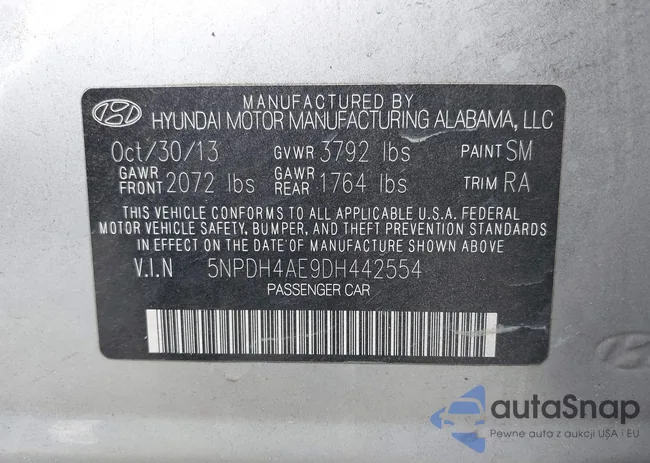 MANUFACTURED BY
HYUNDAI MOTOR MANUFACTURING ALABAMA, LLC
Oct/30/13 GVWR 3792 lbs PAINT SM
GAWR FRONT 2072 lbs GAWR REAR 1764 lbs TRIM RA
THIS VEHICLE CONFORMS TO ALL APPLICABLE U.S.A. FEDERAL
MOTOR VEHICLE SAFETY, BUMPER, AND THEFT PREVENTION STANDARDS
IN EFFECT ON THE DATE OF MANUFACTURE SHOWN ABOVE
V.I.N 5NPDH4AE9DH442554
PASSENGER CAR
autoSnap
Pewne auta z aukcji USA i EU